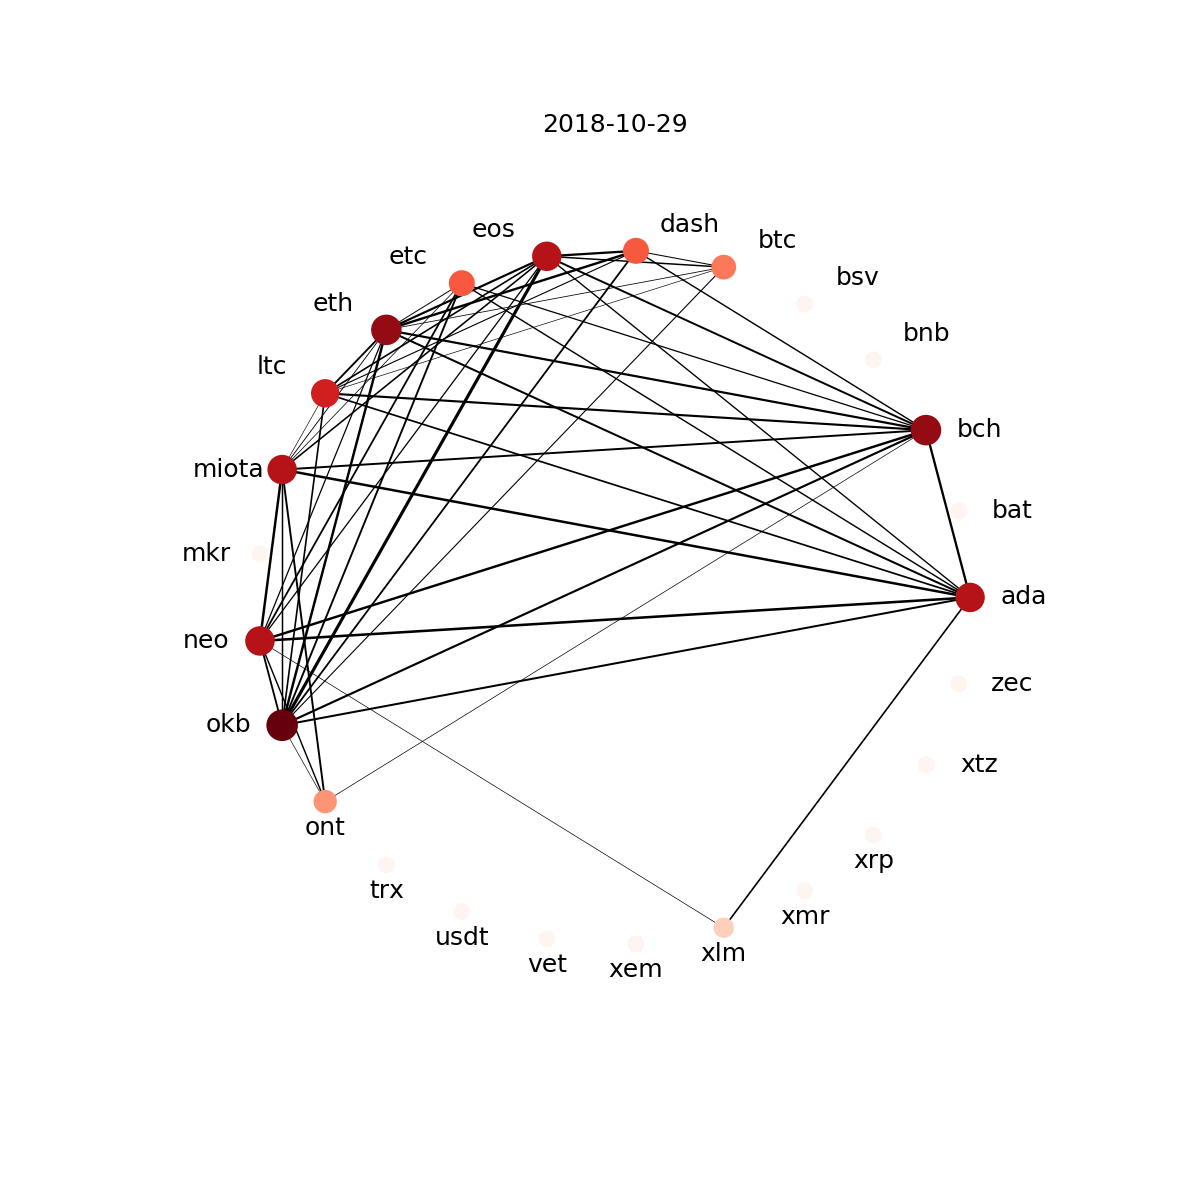 2018-10-29
dash
eos
btc
etc
bsv
eth
bnb
ltc
bch
miota
bat
mkr
ada
neo
zec
okb
xtz
ont
xrp
trx
xmr
usdt
xlm
vet
xem